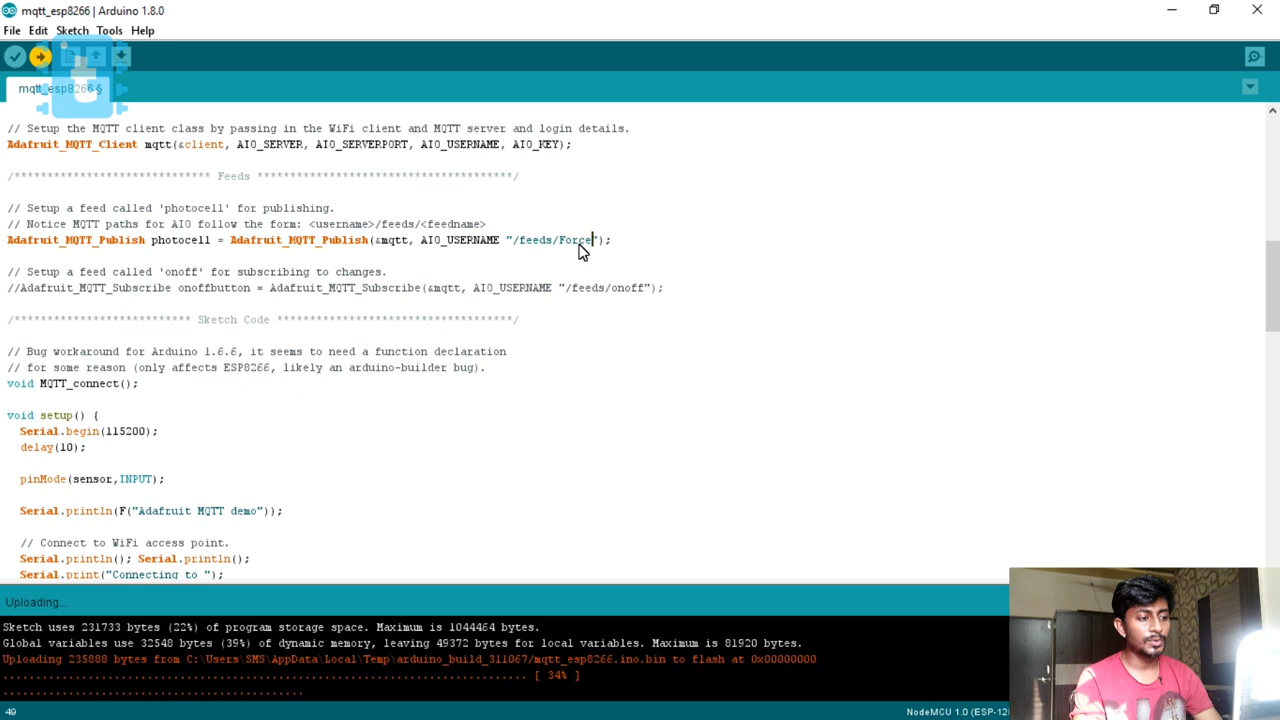 mqtt_esp8266 | Arduino 1.8.0
File Edit Sketch Tools Help
mqtt_esp8266 §
// Setup the MQTT client class by passing in the WiFi client and MQTT server and login details.
Adafruit_MQTT_Client mqtt(&client, AIO_SERVER, AIO_SERVERPORT, AIO_USERNAME, AIO_KEY);
/****************************** Feeds ***************************************/
// Setup a feed called 'photocell' for publishing.
// Notice MQTT paths for AIO follow the form: <username>/feeds/<feedname>
Adafruit_MQTT_Publish photocell = Adafruit_MQTT_Publish(&mqtt, AIO_USERNAME "/feeds/Force");
// Setup a feed called 'onoff' for subscribing to changes.
//Adafruit_MQTT_Subscribe onoffbutton = Adafruit_MQTT_Subscribe(&mqtt, AIO_USERNAME "/feeds/onoff");
/*************************** Sketch Code ************************************/
// Bug workaround for Arduino 1.6.6, it seems to need a function declaration
// for some reason (only affects ESP8266, likely an arduino-builder bug).
void MQTT_connect();
void setup() {
Serial.begin(115200);
delay(10);
pinMode(sensor,INPUT);
Serial.println(F("Adafruit MQTT demo"));
// Connect to WiFi access point.
Serial.println(); Serial.println();
Serial.print("Connecting to ");
Uploading...
Sketch uses 231733 bytes (22%) of program storage space. Maximum is 1044464 bytes.
Global variables use 32548 bytes (39%) of dynamic memory, leaving 49372 bytes for local variables. Maximum is 81920 bytes.
Uploading 235888 bytes from C:\Users\SMS\AppData\Local\Temp\arduino_build_311067/mqtt_esp8266.ino.bin to flash at 0x00000000
................................................................................ [ 34% ]
..............................................
49
NodeMCU 1.0 (ESP-12